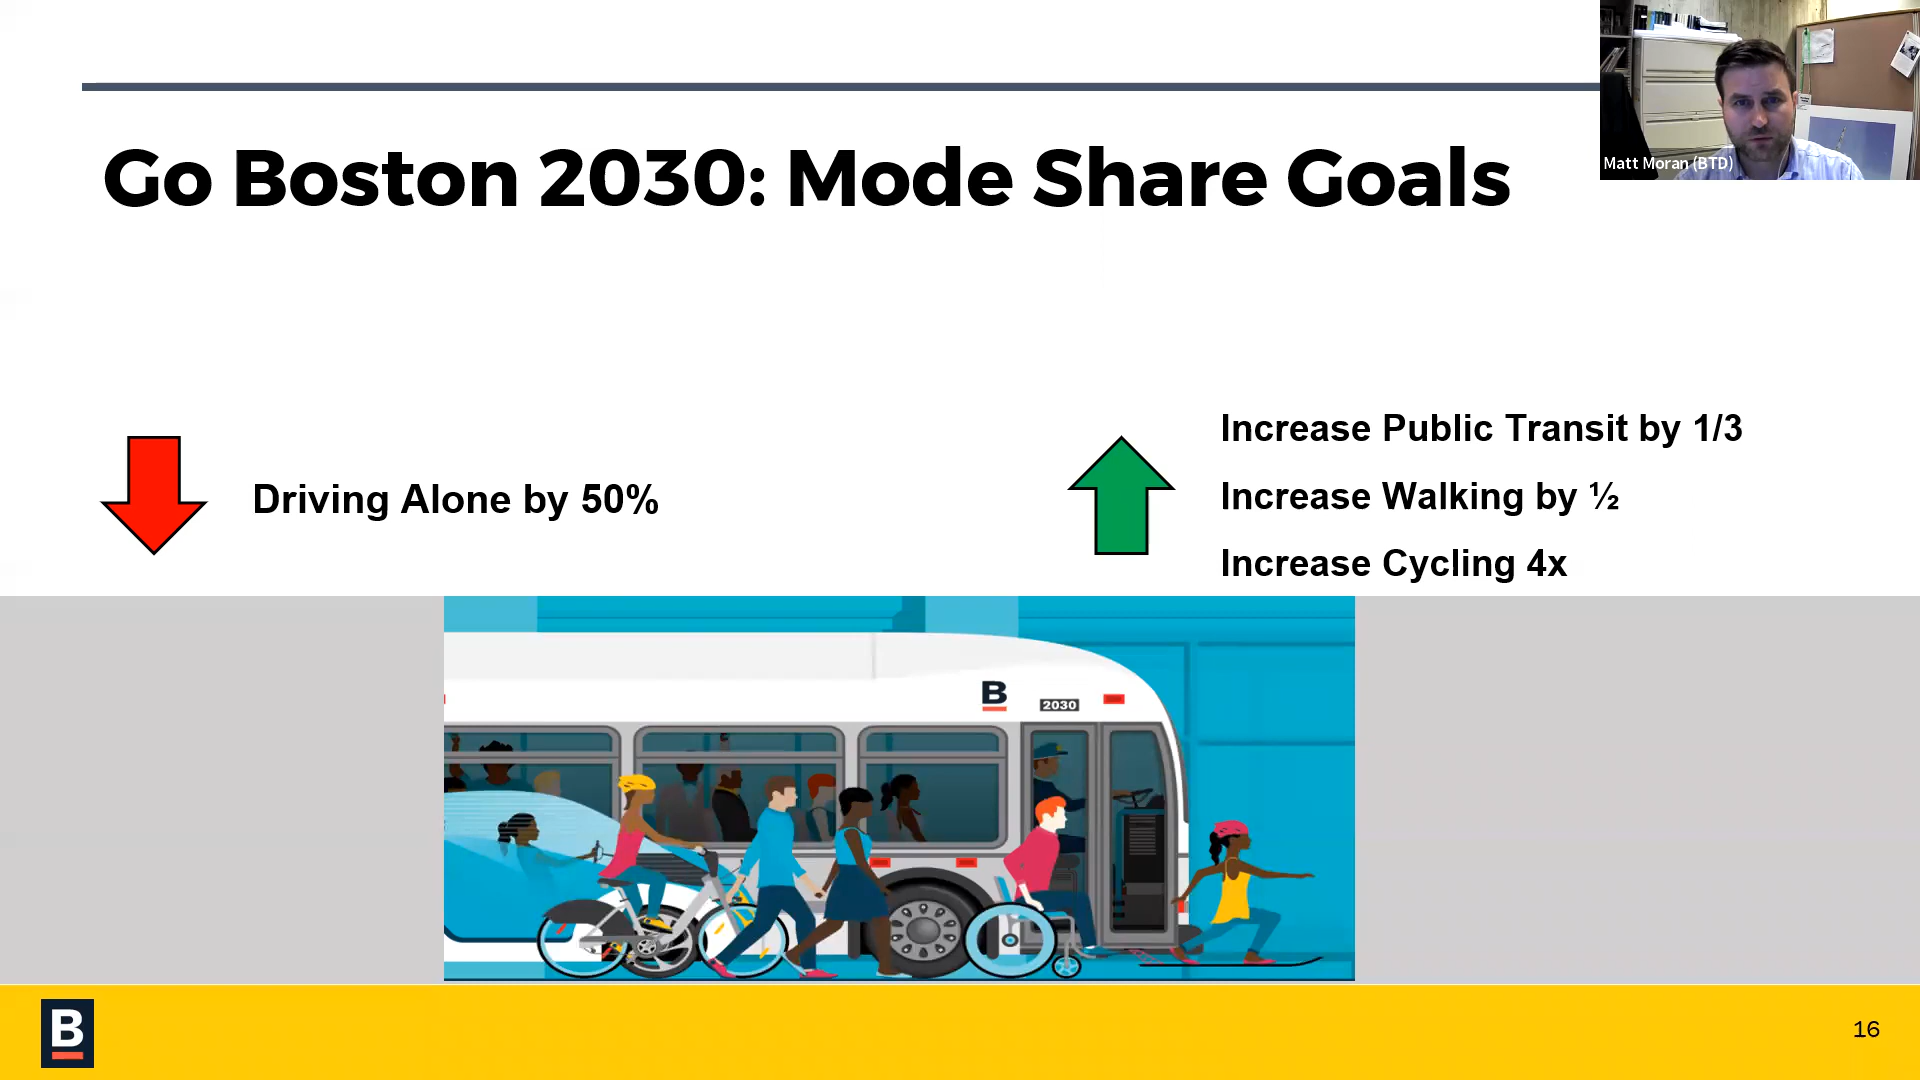 Matt Moran (BTD)
Go Boston 2030: Mode Share Goals
Driving Alone by 50%
Increase Public Transit by 1/3
Increase Walking by ½
Increase Cycling 4x
B
2030
B
16